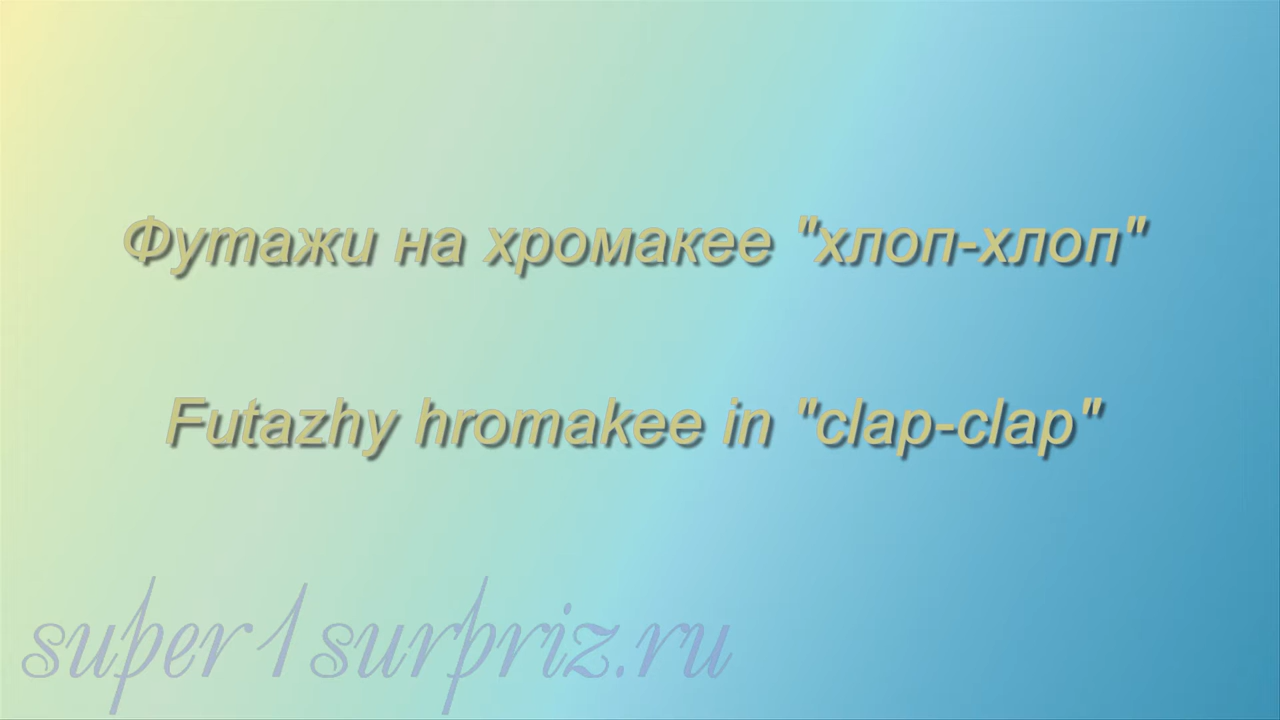 Футажи на хромакее "хлоп-хлоп"
Futazhy hromakee in "clap-clap"
super1surpriz.ru